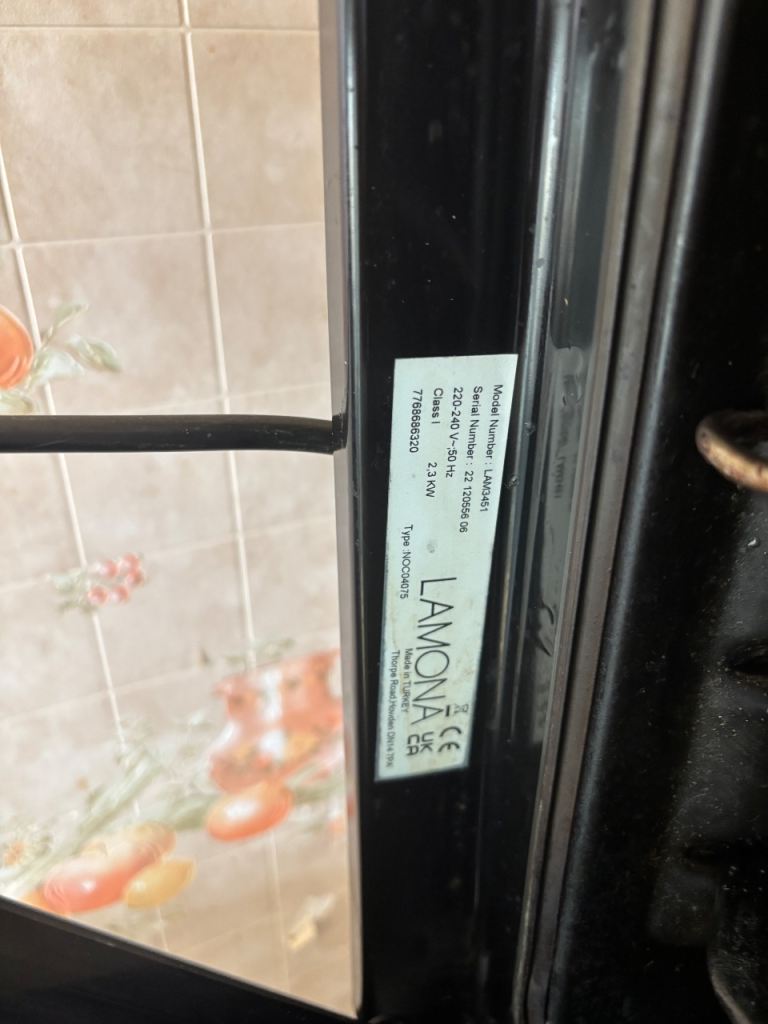 Model Number : LAM3451
Serial Number : 22 120556 06
220-240 V~;50 Hz
Class I 2,3 KW
7768686320 Type :NOC04075
LAMONA
CE
UK
CA
Made in TURKEY
Thorpe Road,Howden DN14 7PA